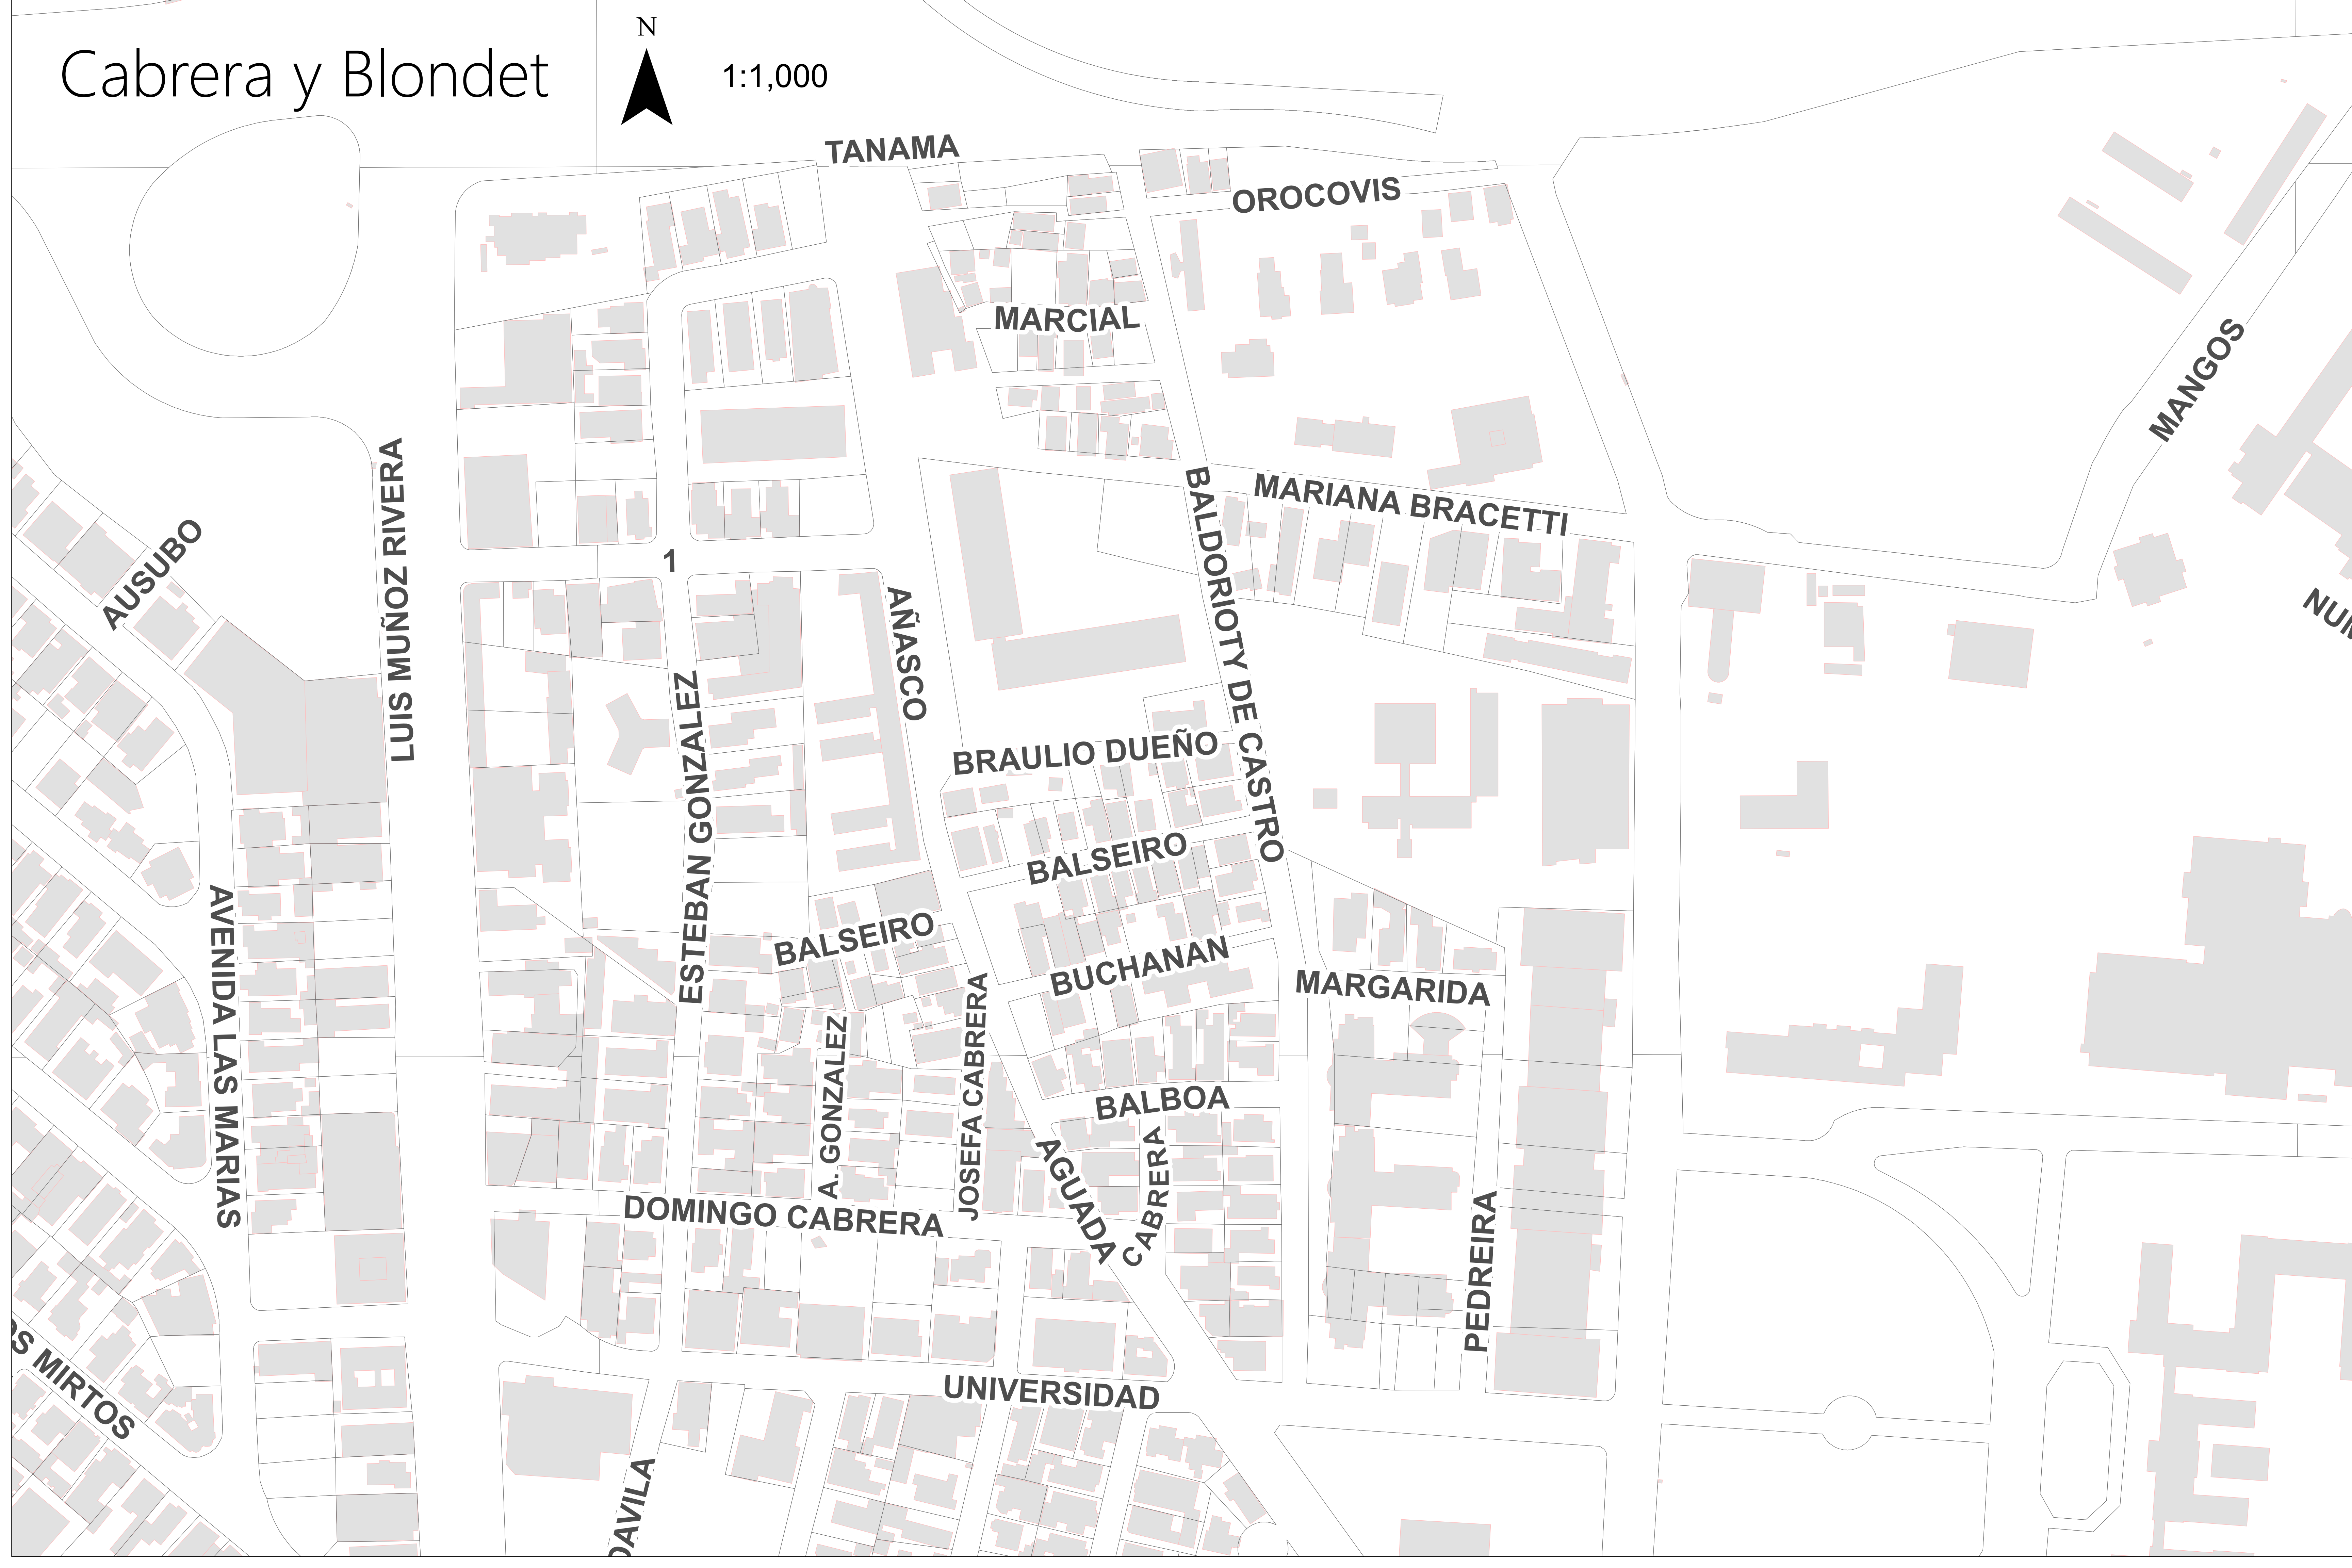 Cabrera y Blondet
N
1:1,000
TANAMA
OROCOVIS
MARCIAL
MANGOS
LUIS MUÑOZ RIVERA
MARIANA BRACETTI
BALDORIOTY DE CASTRO
AUSUBO
1
AÑASCO
ESTEBAN GONZALEZ
BRAULIO DUEÑO
BALSEIRO
BALSEIRO
AVENIDA LAS MARIAS
BUCHANAN
MARGARIDA
A. GONZALEZ
JOSEFA CABRERA
BALBOA
AGUADA
CABRERA
DOMINGO CABRERA
PEDREIRA
MIRTOS
UNIVERSIDAD
DAVILA